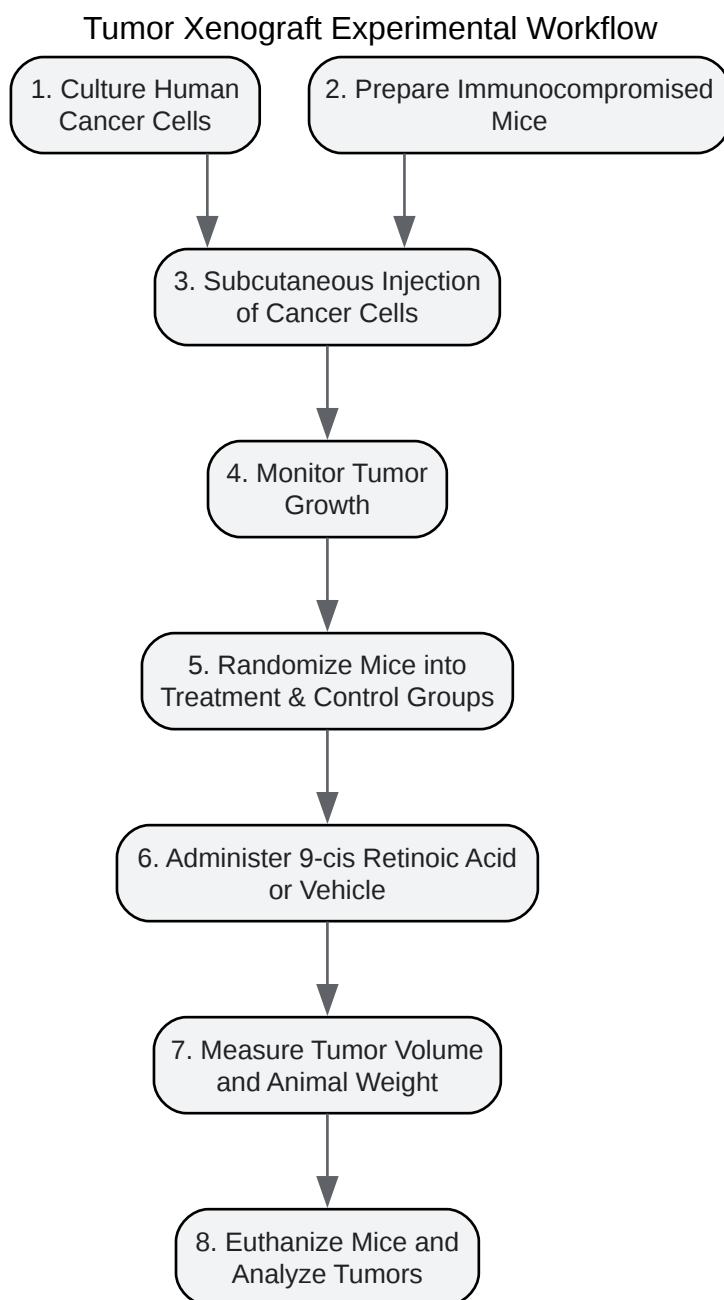 Tumor Xenograft Experimental Workflow
1. Culture Human
Cancer Cells
2. Prepare Immunocompromised
Mice
3. Subcutaneous Injection
of Cancer Cells
4. Monitor Tumor
Growth
5. Randomize Mice into
Treatment & Control Groups
6. Administer 9-cis Retinoic Acid
or Vehicle
7. Measure Tumor Volume
and Animal Weight
8. Euthanize Mice and
Analyze Tumors